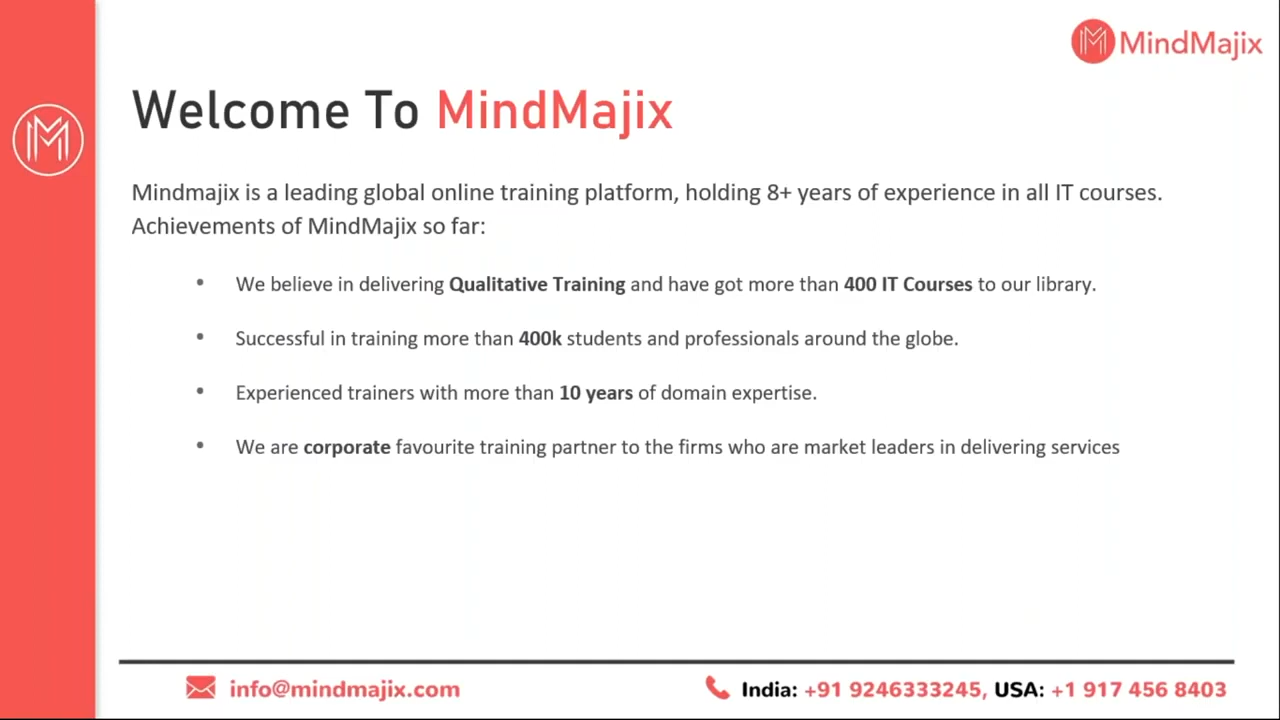 MindMajix
Welcome To MindMajix
Mindmajix is a leading global online training platform, holding 8+ years of experience in all IT courses.
Achievements of MindMajix so far:
• We believe in delivering Qualitative Training and have got more than 400 IT Courses to our library.
• Successful in training more than 400k students and professionals around the globe.
• Experienced trainers with more than 10 years of domain expertise.
• We are corporate favourite training partner to the firms who are market leaders in delivering services
info@mindmajix.com
India: +91 9246333245, USA: +1 917 456 8403